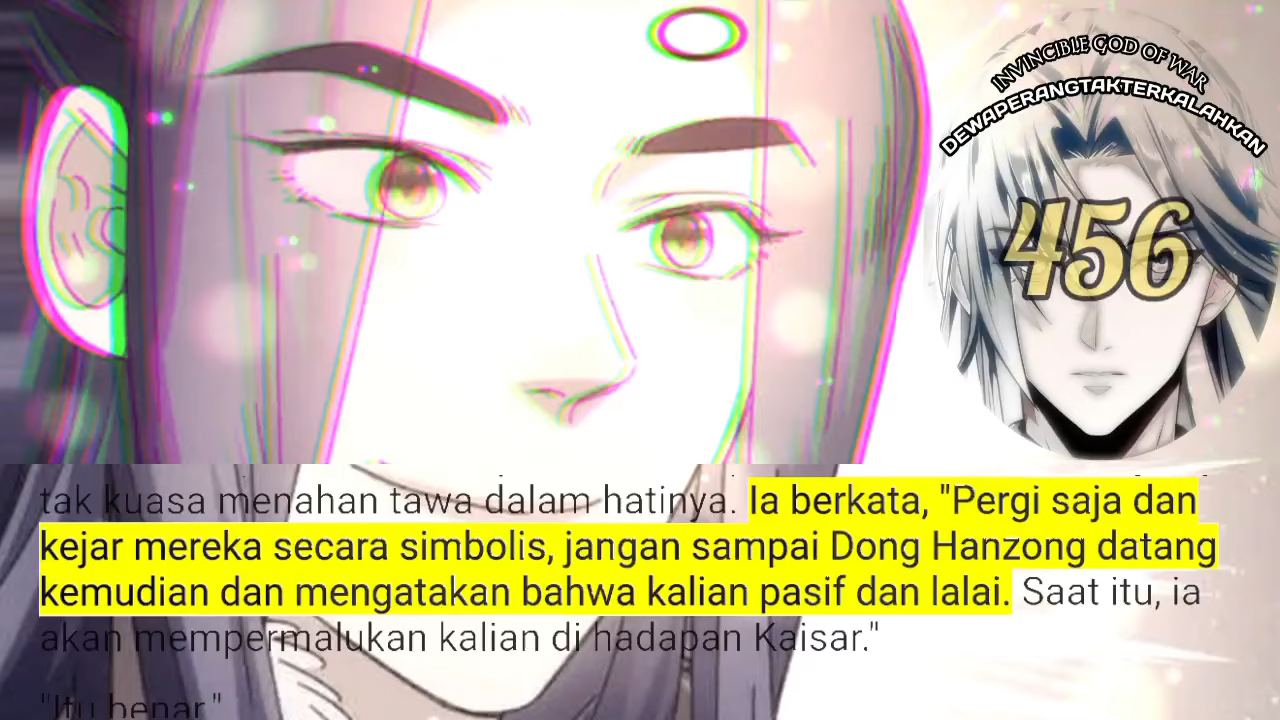 INVINCIBLE GOD OF WAR
DEWAPERANGTAKTERKALAHKAN
456
tak kuasa menahan tawa dalam hatinya. Ia berkata, "Pergi saja dan
kejar mereka secara simbolis, jangan sampai Dong Hanzong datang
kemudian dan mengatakan bahwa kalian pasif dan lalai. Saat itu, ia
akan mempermalukan kalian di hadapan Kaisar."
"Itu benar"